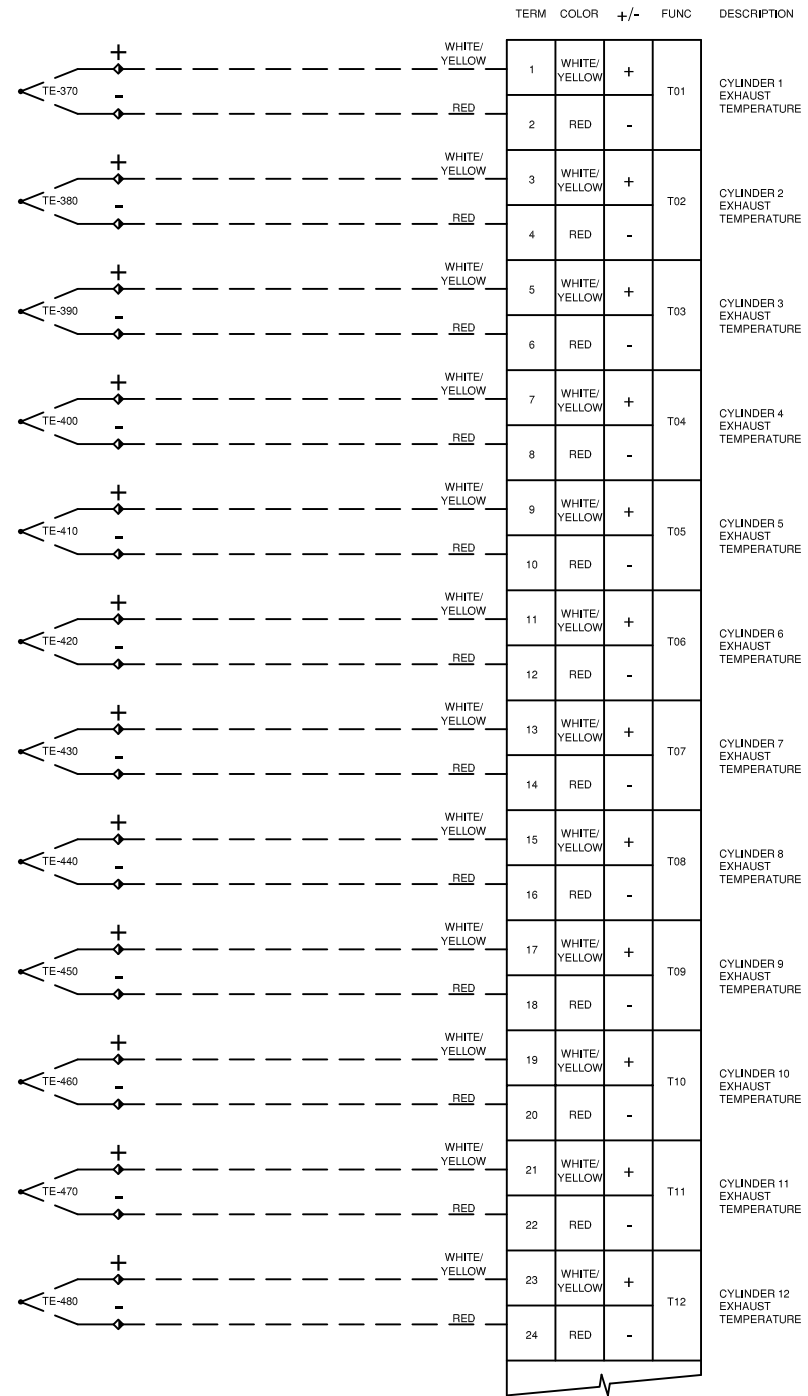 TERM COLOR +/- FUNC DESCRIPTION
+ WHITE/
YELLOW 1 WHITE/
YELLOW +
TE-370 T01 CYLINDER 1
EXHAUST
TEMPERATURE
- RED 2 RED -
+ WHITE/
YELLOW 3 WHITE/
YELLOW +
TE-380 T02 CYLINDER 2
EXHAUST
TEMPERATURE
- RED 4 RED -
+ WHITE/
YELLOW 5 WHITE/
YELLOW +
TE-390 T03 CYLINDER 3
EXHAUST
TEMPERATURE
- RED 6 RED -
+ WHITE/
YELLOW 7 WHITE/
YELLOW +
TE-400 T04 CYLINDER 4
EXHAUST
TEMPERATURE
- RED 8 RED -
+ WHITE/
YELLOW 9 WHITE/
YELLOW +
TE-410 T05 CYLINDER 5
EXHAUST
TEMPERATURE
- RED 10 RED -
+ WHITE/
YELLOW 11 WHITE/
YELLOW +
TE-420 T06 CYLINDER 6
EXHAUST
TEMPERATURE
- RED 12 RED -
+ WHITE/
YELLOW 13 WHITE/
YELLOW +
TE-430 T07 CYLINDER 7
EXHAUST
TEMPERATURE
- RED 14 RED -
+ WHITE/
YELLOW 15 WHITE/
YELLOW +
TE-440 T08 CYLINDER 8
EXHAUST
TEMPERATURE
- RED 16 RED -
+ WHITE/
YELLOW 17 WHITE/
YELLOW +
TE-450 T09 CYLINDER 9
EXHAUST
TEMPERATURE
- RED 18 RED -
+ WHITE/
YELLOW 19 WHITE/
YELLOW +
TE-460 T10 CYLINDER 10
EXHAUST
TEMPERATURE
- RED 20 RED -
+ WHITE/
YELLOW 21 WHITE/
YELLOW +
TE-470 T11 CYLINDER 11
EXHAUST
TEMPERATURE
- RED 22 RED -
+ WHITE/
YELLOW 23 WHITE/
YELLOW +
TE-480 T12 CYLINDER 12
EXHAUST
TEMPERATURE
- RED 24 RED -